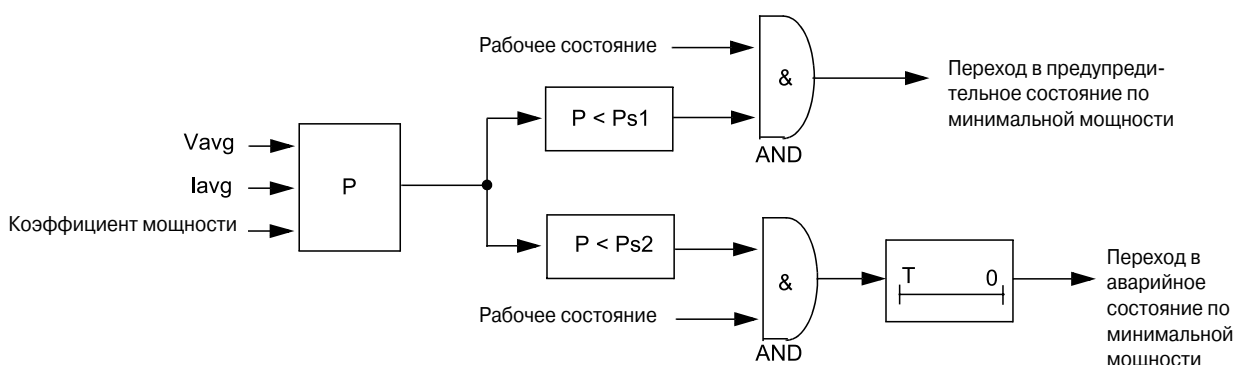 Рабочее состояние
&
AND
Переход в предупреди-
тельное состояние по
минимальной мощности
P < Ps1
Vavg
Iavg
Коэффициент мощности
P
P < Ps2
Рабочее состояние
&
AND
T 0
Переход в
аварийное
состояние по
минимальной
мощности